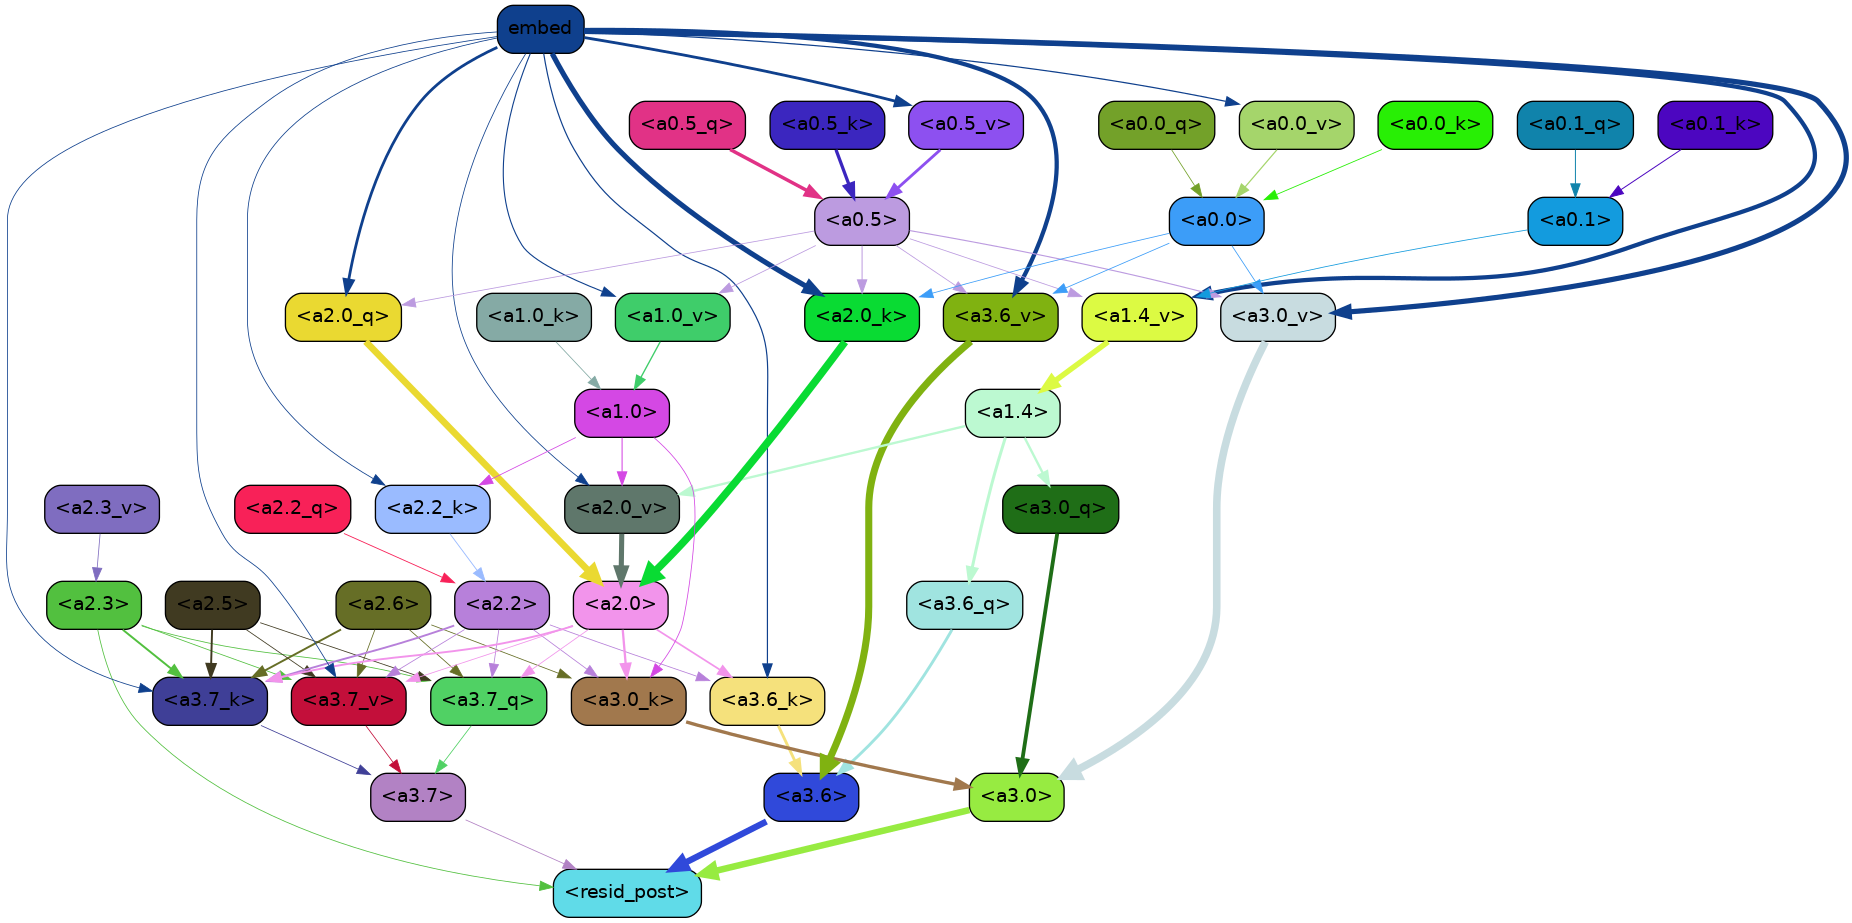 embed
<a0.5_q>
<a0.5_k>
<a0.5_v>
<a0.0_q>
<a0.0_v>
<a0.0_k>
<a0.1_q>
<a0.1_k>
<a0.5>
<a0.0>
<a0.1>
<a2.0_q>
<a1.0_k>
<a1.0_v>
<a2.0_k>
<a3.6_v>
<a1.4_v>
<a3.0_v>
<a1.0>
<a1.4>
<a2.3_v>
<a2.2_q>
<a2.2_k>
<a2.0_v>
<a3.0_q>
<a2.3>
<a2.5>
<a2.6>
<a2.2>
<a2.0>
<a3.6_q>
<a3.7_k>
<a3.7_v>
<a3.7_q>
<a3.0_k>
<a3.6_k>
<a3.7>
<a3.6>
<a3.0>
<resid_post>